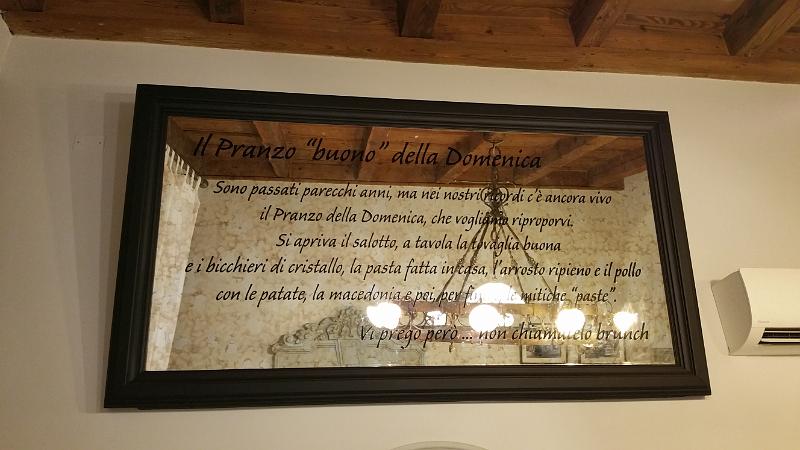 Il Pranzo "buono" della Domenica
Sono passati parecchi anni, ma nei nostri ricordi c'è ancora vivo
il Pranzo della Domenica, che vogliamo riproporvi.
Si apriva il salotto, a tavola la tovaglia buona
e i bicchieri di cristallo, la pasta fatta in casa, l'arrosto ripieno e il pollo
con le patate, la macedonia e poi, per finire, le mitiche "paste".
Vi prego però ... non chiamatelo brunch